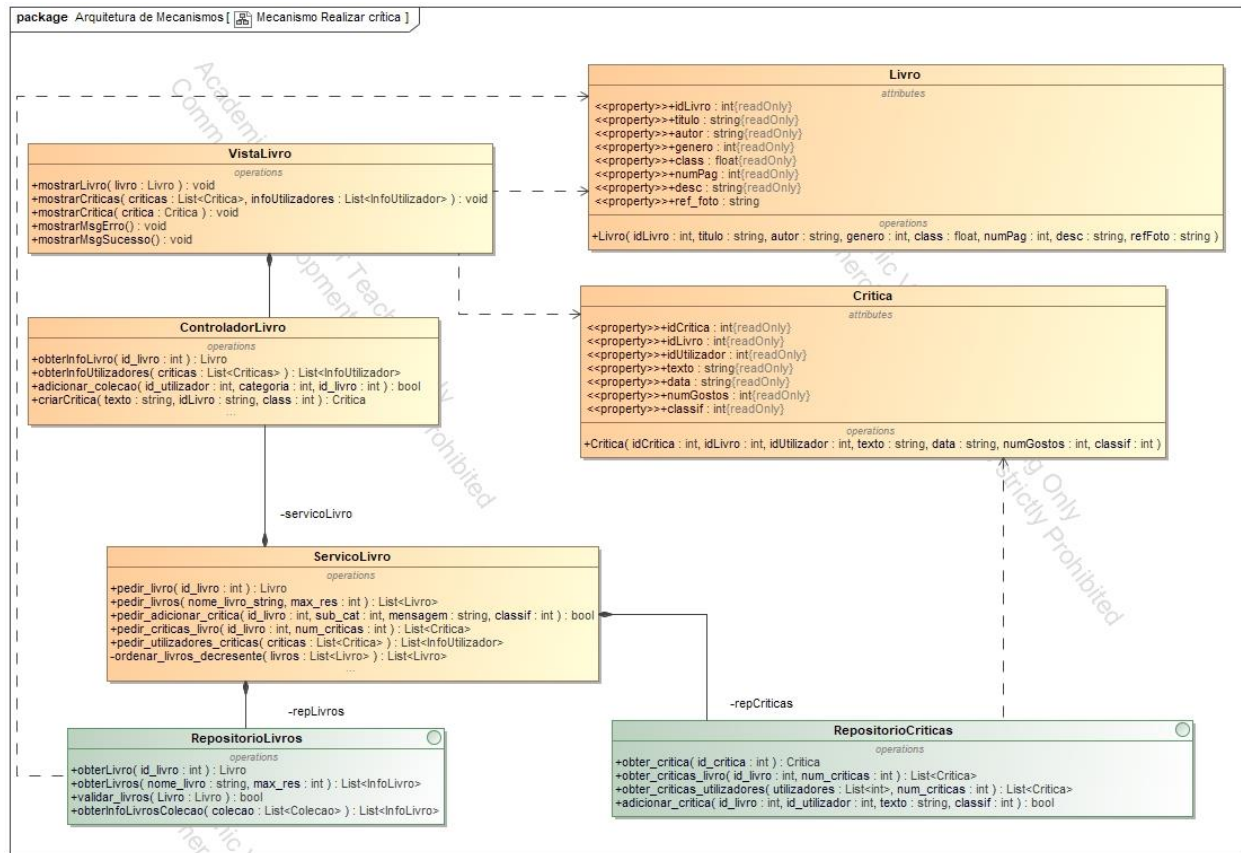 package Arquitetura de Mecanismos [ Mecanismo Realizar crítica ]
Livro
attributes
<<property>>+idLivro : int{readOnly}
<<property>>+titulo : string{readOnly}
<<property>>+autor : string{readOnly}
<<property>>+genero : int{readOnly}
<<property>>+class : float{readOnly}
<<property>>+numPag : int{readOnly}
<<property>>+desc : string{readOnly}
<<property>>+ref_foto : string
operations
+Livro( idLivro : int, titulo : string, autor : string, genero : int, class : float, numPag : int, desc : string, refFoto : string )
VistaLivro
operations
+mostrarLivro( livro : Livro ) : void
+mostrarCriticas( criticas : List<Critica>, infoUtilizadores : List<InfoUtilizador> ) : void
+mostrarCritica( critica : Critica ) : void
+mostrarMsgErro() : void
+mostrarMsgSucesso() : void
Critica
attributes
<<property>>+idCritica : int{readOnly}
<<property>>+idLivro : int{readOnly}
<<property>>+idUtilizador : int{readOnly}
<<property>>+texto : string{readOnly}
<<property>>+data : string{readOnly}
<<property>>+numGostos : int{readOnly}
<<property>>+classif : int{readOnly}
operations
+Critica( idCritica : int, idLivro : int, idUtilizador : int, texto : string, data : string, numGostos : int, classif : int )
ControladorLivro
operations
+obterInfoLivro( id_livro : int ) : Livro
+obterInfoUtilizadores( criticas : List<Criticas> ) : List<InfoUtilizador>
+adicionar_colecao( id_utilizador : int, categoria : int, id_livro : int ) : bool
+criarCritica( texto : string, idLivro : string, class : int ) : Critica
...
-servicoLivro
ServicoLivro
operations
+pedir_livro( id_livro : int ) : Livro
+pedir_livros( nome_livro_string, max_res : int ) : List<Livro>
+pedir_adicionar_critica( id_livro : int, sub_cat : int, mensagem : string, classif : int ) : bool
+pedir_criticas_livro( id_livro : int, num_criticas : int ) : List<Critica>
+pedir_utilizadores_criticas( criticas : List<Critica> ) : List<InfoUtilizador>
-ordenar_livros_decresente( livros : List<Livro> ) : List<Livro>
...
-repLivros
-repCriticas
RepositorioLivros
operations
+obterLivro( id_livro : int ) : Livro
+obterLivros( nome_livro : string, max_res : int ) : List<InfoLivro>
+validar_livros( Livro : Livro ) : bool
+obterInfoLivrosColecao( colecao : List<Colecao> ) : List<InfoLivro>
RepositorioCriticas
operations
+obter_critica( id_critica : int ) : Critica
+obter_criticas_livro( id_livro : int, num_criticas : int ) : List<Critica>
+obter_criticas_utilizadores( utilizadores : List<int>, num_criticas : int ) : List<Critica>
+adicionar_critica( id_livro : int, id_utilizador : int, texto : string, classif : int ) : bool